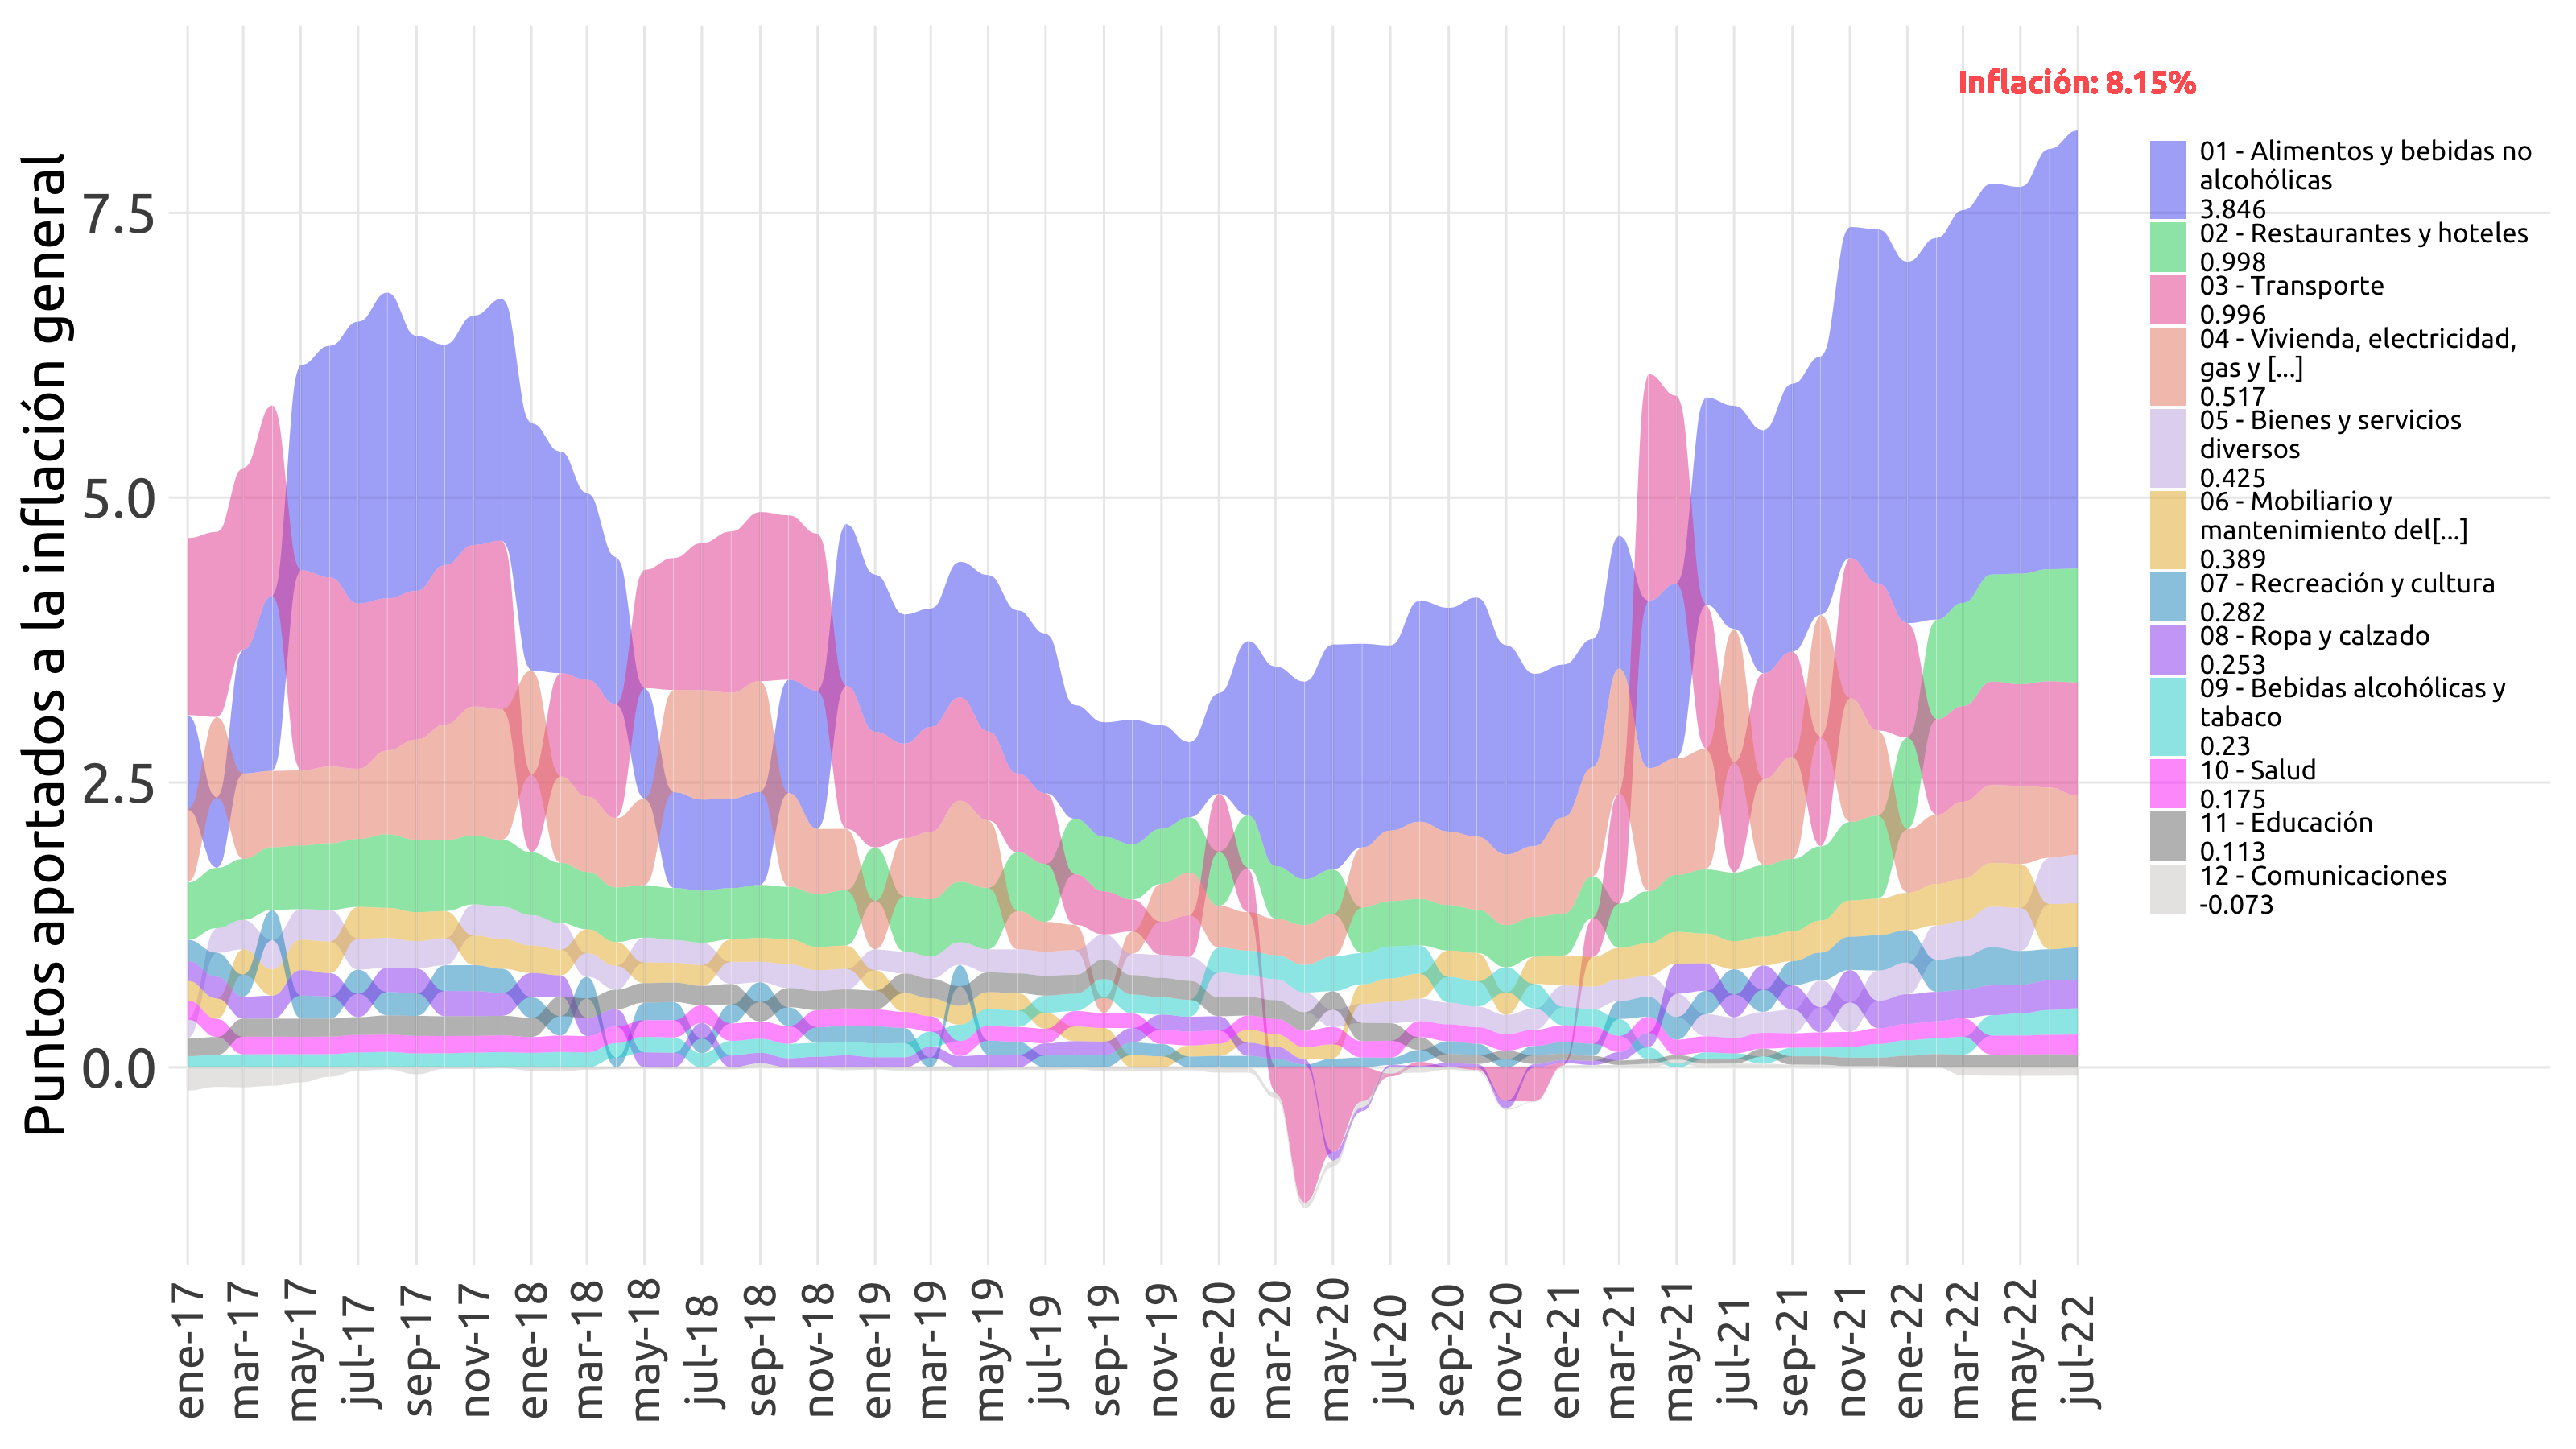 Inflación: 8.15%
Puntos aportados a la inflación general
7.5
5.0
2.5
0.0
01 - Alimentos y bebidas no
alcohólicas
3.846
02 - Restaurantes y hoteles
0.998
03 - Transporte
0.996
04 - Vivienda, electricidad,
gas y [...]
0.517
05 - Bienes y servicios
diversos
0.425
06 - Mobiliario y
mantenimiento del[...]
0.389
07 - Recreación y cultura
0.282
08 - Ropa y calzado
0.253
09 - Bebidas alcohólicas y
tabaco
0.23
10 - Salud
0.175
11 - Educación
0.113
12 - Comunicaciones
-0.073
ene-17
mar-17
may-17
jul-17
sep-17
nov-17
ene-18
mar-18
may-18
jul-18
sep-18
nov-18
ene-19
mar-19
may-19
jul-19
sep-19
nov-19
ene-20
mar-20
may-20
jul-20
sep-20
nov-20
ene-21
mar-21
may-21
jul-21
sep-21
nov-21
ene-22
mar-22
may-22
jul-22